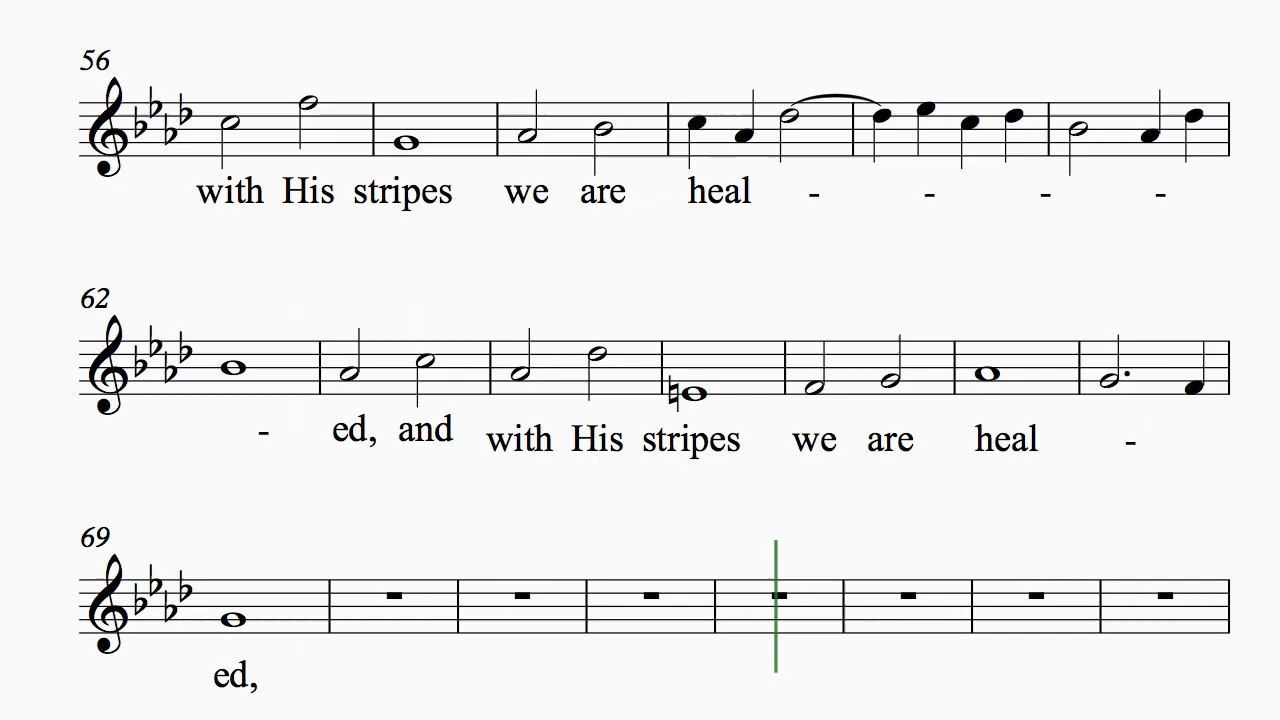 56
with His stripes we are heal - - - -
62
- ed, and with His stripes we are heal -
69
ed,